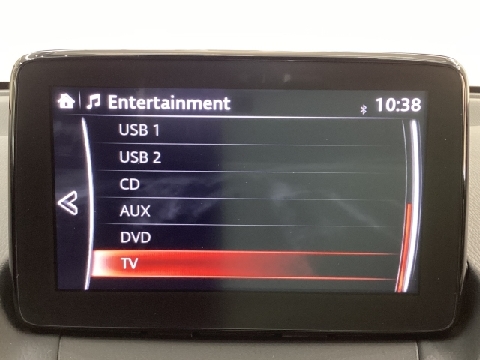 Entertainment 10:38
USB 1
USB 2
CD
AUX
DVD
TV